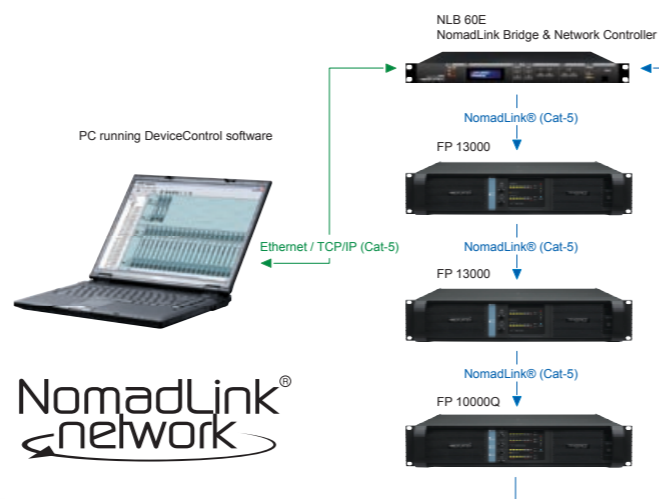 NLB 60E
NomadLink Bridge & Network Controller
NomadLink® (Cat-5)
PC running DeviceControl software
FP 13000
Ethernet / TCP/IP (Cat-5)
NomadLink® (Cat-5)
FP 13000
NomadLink® (Cat-5)
FP 10000Q
NomadLink®
network